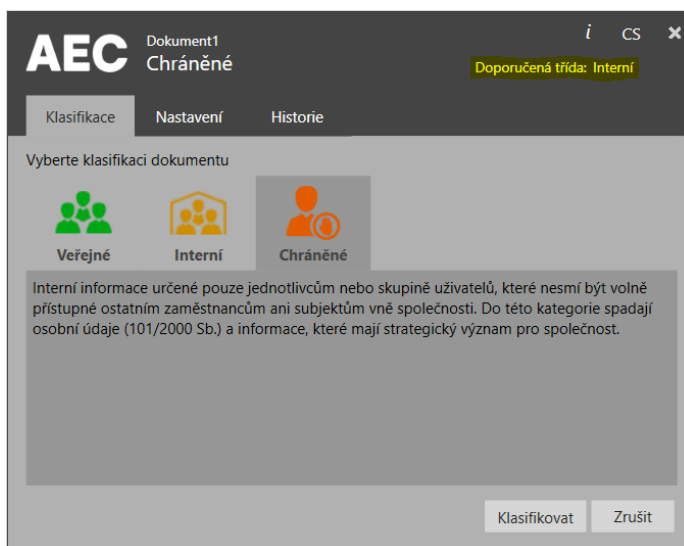 AEC
Dokument1
Chráněné
i CS
Doporučená třída: Interní
Klasifikace Nastavení Historie
Vyberte klasifikaci dokumentu
Veřejné Interní Chráněné
Interní informace určené pouze jednotlivcům nebo skupině uživatelů, které nesmí být volně
přístupné ostatním zaměstnancům ani subjektům vně společnosti. Do této kategorie spadají
osobní údaje (101/2000 Sb.) a informace, které mají strategický význam pro společnost.
Klasifikovat Zrušit